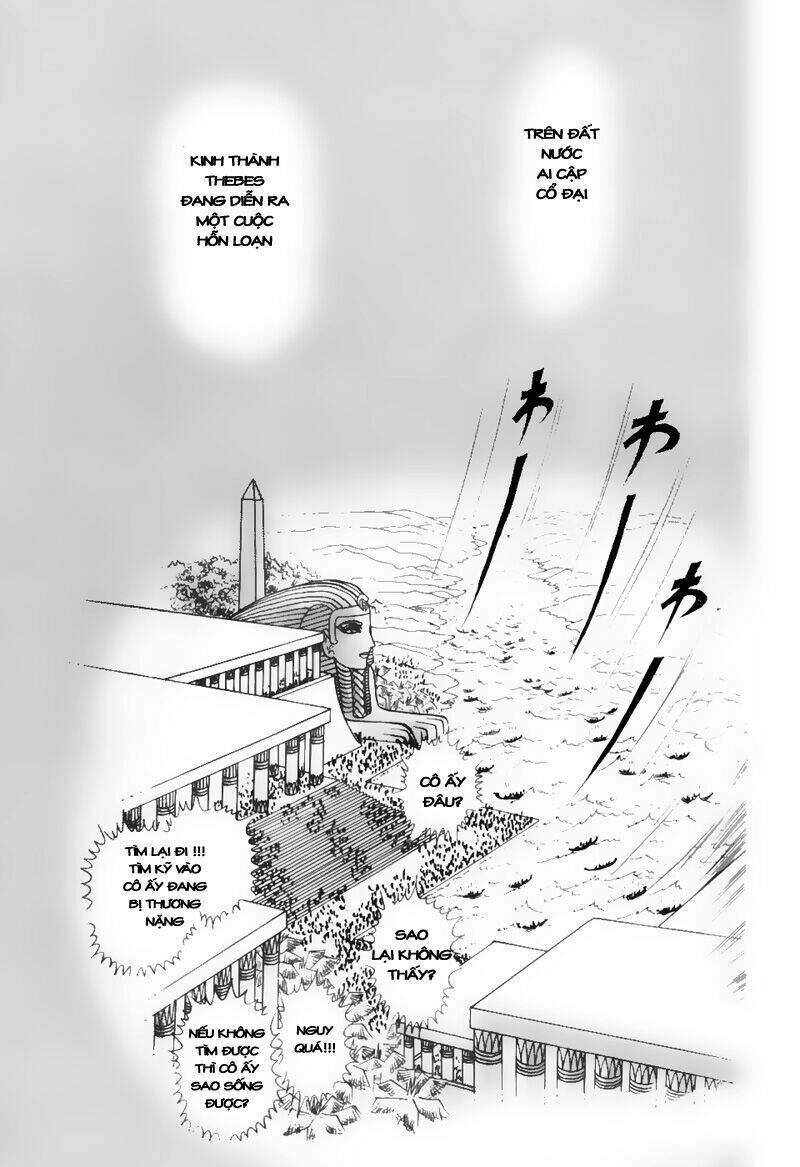 TRÊN ĐẤT
NƯỚC
AI CẬP
CỔ ĐẠI
KINH THÀNH
THEBES
ĐANG DIỄN RA
MỘT CUỘC
HỖN LOẠN
わー
わー
わー
CÔ ẤY
ĐÂU?
TÌM LẠI ĐI !!!
TÌM KỸ VÀO
CÔ ẤY ĐANG
BỊ THƯƠNG
NẶNG
SAO
LẠI KHÔNG
THẤY?
NGUY
QUÁ!!!
NẾU KHÔNG
TÌM ĐƯỢC
THÌ CÔ ẤY
SAO SỐNG
ĐƯỢC?